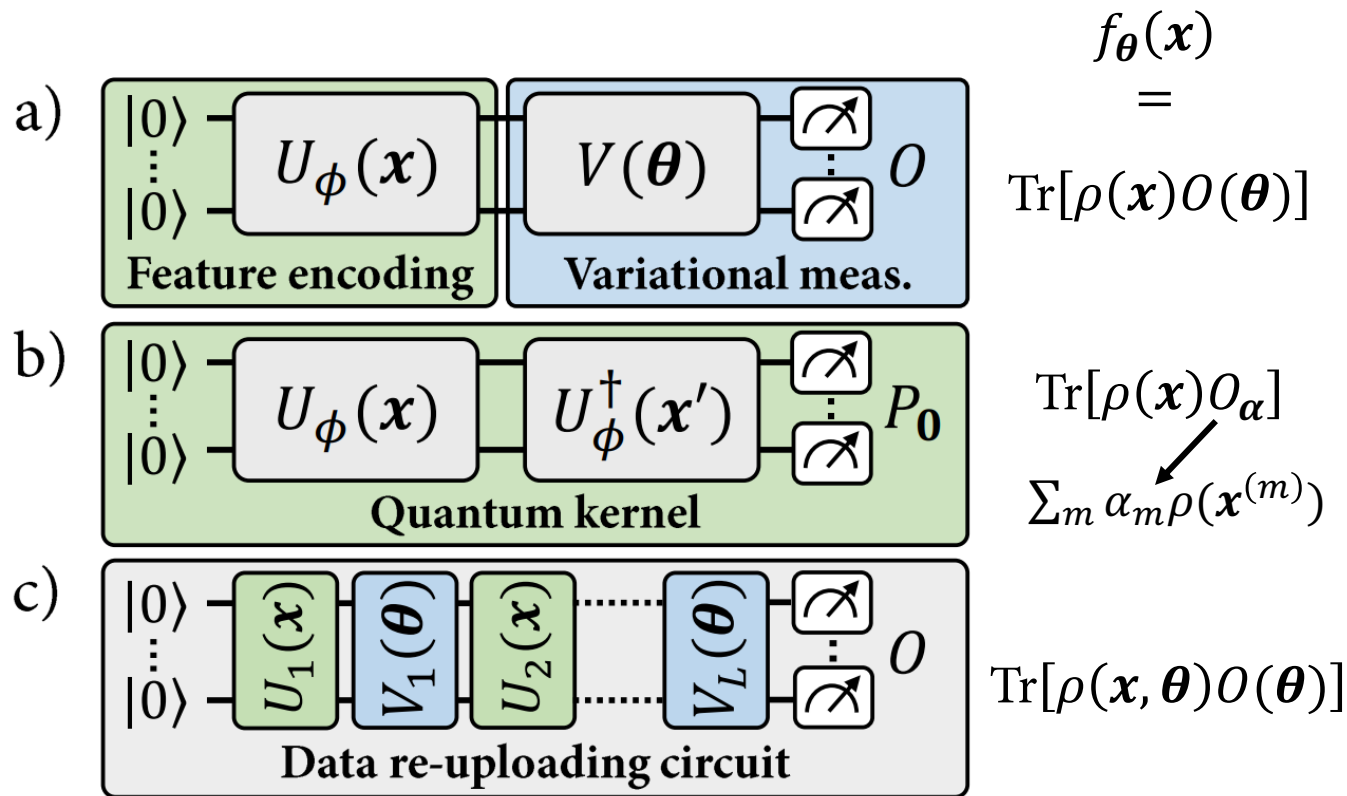 f_θ(x)
=
a)
|0⟩
⋮
|0⟩
U_ϕ(x)
V(θ)
O
Tr[ρ(x)O(θ)]
Feature encoding
Variational meas.
b)
|0⟩
⋮
|0⟩
U_ϕ(x)
U_ϕ^†(x′)
P_0
Tr[ρ(x)O_α]
∑_m α_m ρ(x^(m))
Quantum kernel
c)
|0⟩
⋮
|0⟩
U_1(x)
V_1(θ)
U_2(x)
V_L(θ)
O
Tr[ρ(x, θ)O(θ)]
Data re-uploading circuit